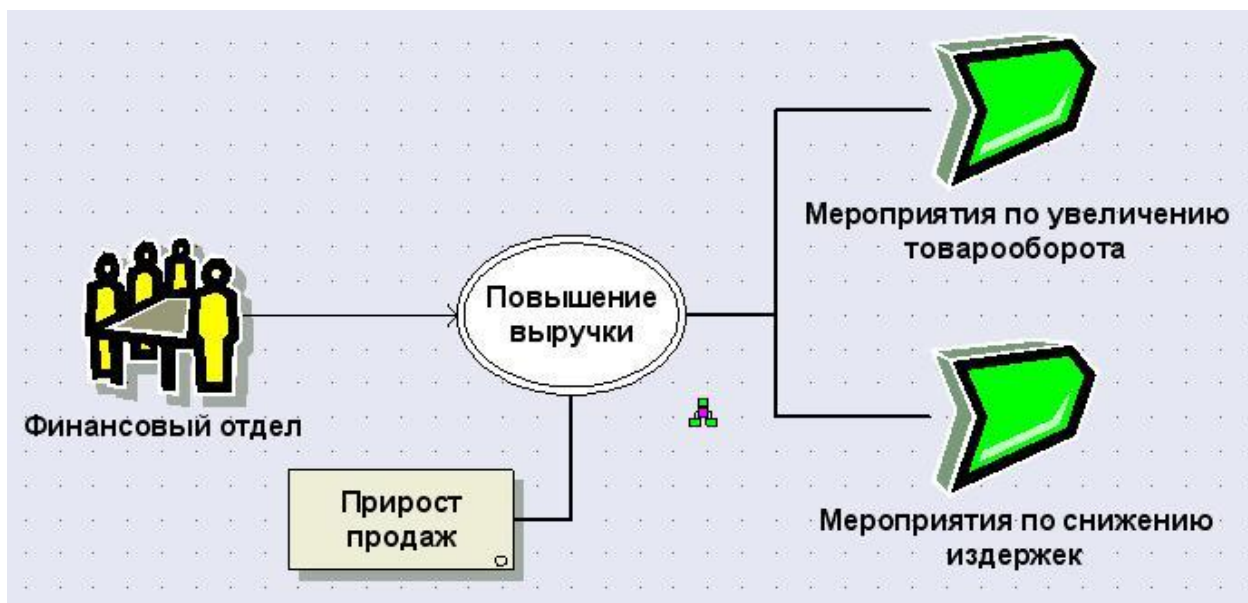 Мероприятия по увеличению
товарооборота
Повышение
выручки
Финансовый отдел
Прирост
продаж
Мероприятия по снижению
издержек